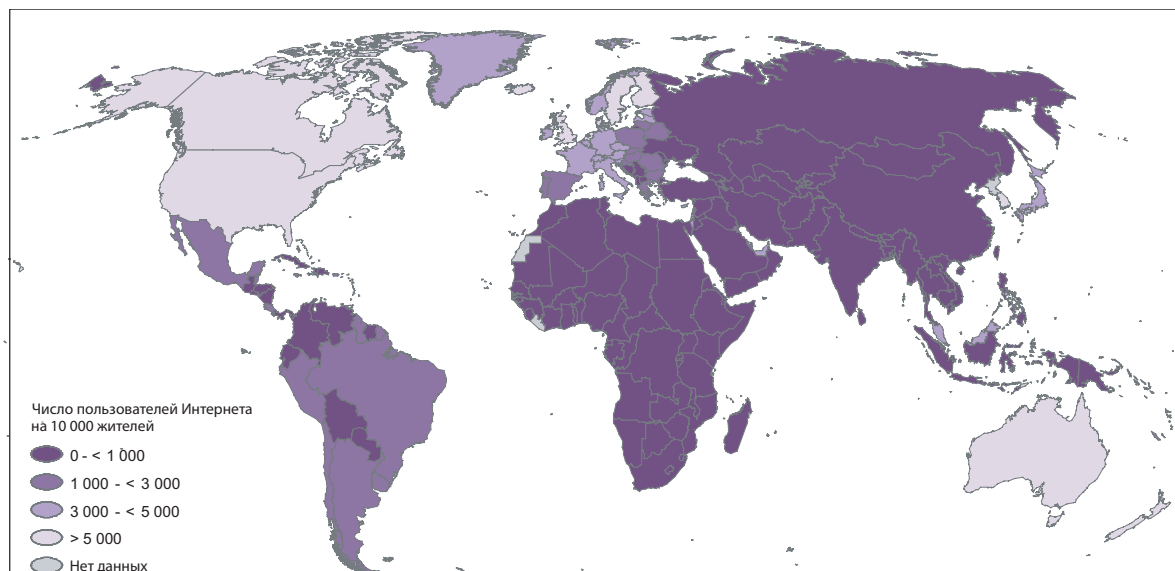 Число пользователей Интернета
на 10 000 жителей
0 - < 1 000
1 000 - < 3 000
3 000 - < 5 000
> 5 000
Нет данных